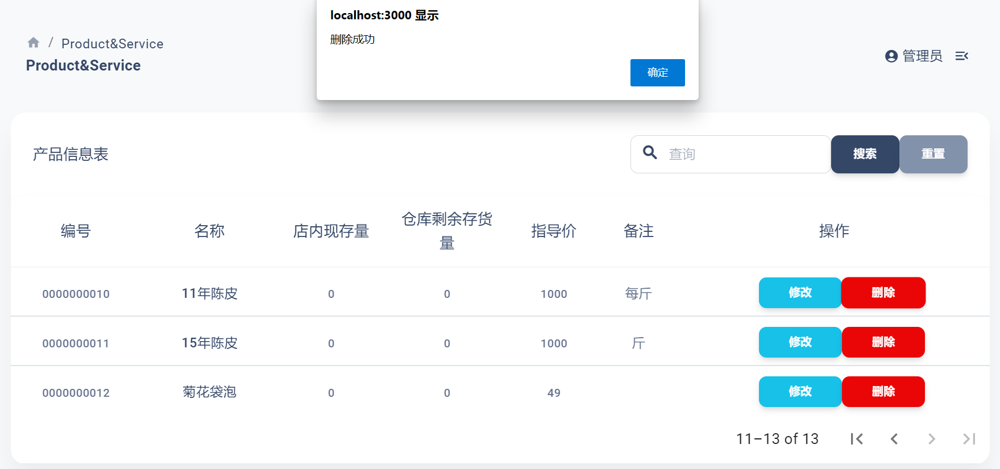 localhost:3000 显示
删除成功
确定
/ Product&Service
Product&Service
管理员
产品信息表
查询
搜索
重置
编号 名称 店内现存量 仓库剩余存货量 指导价 备注 操作
0000000010 11年陈皮 0 0 1000 每斤 修改 删除
0000000011 15年陈皮 0 0 1000 斤 修改 删除
0000000012 菊花袋泡 0 0 49 修改 删除
11–13 of 13